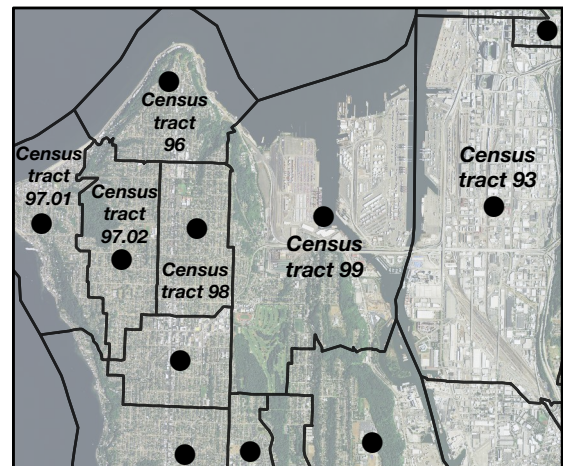 Census
tract
96
Census
tract
97.01
Census
tract
97.02
Census
tract 98
Census
tract 99
Census
tract 93